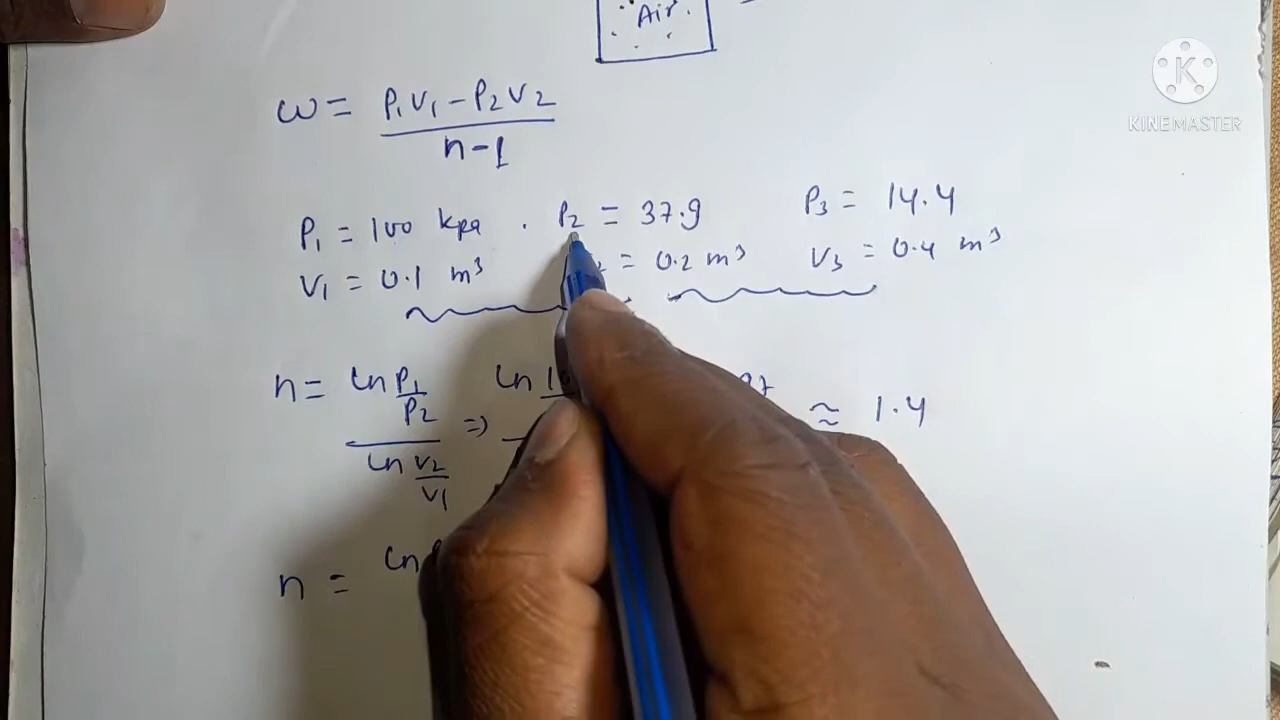 Air.
KINEMASTER
ω = P₁V₁ - P₂V₂
n-1
P₁ = 100 kpa . P₂ = 37.9 P₃ = 14.4
V₁ = 0.1 m³ = 0.2 m³ V₃ = 0.4 m³
n = ln P₁/P₂ => ln ≈ 1.4
ln V₂/V₁
n = ln